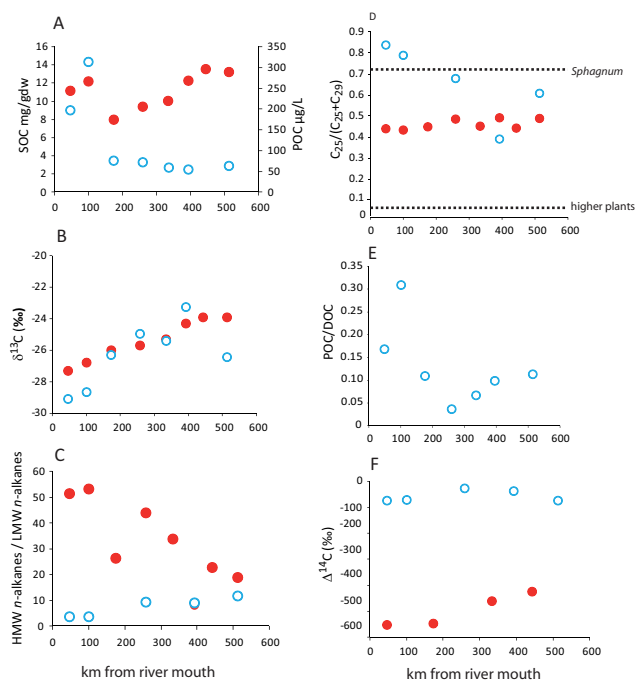 A
SOC mg/gdw
16
14
12
10
8
6
4
2
0
350
300
250
200
150
100
50
0
POC µg/L
0 100 200 300 400 500 600
B
δ13C (‰)
-20
-22
-24
-26
-28
-30
0 100 200 300 400 500 600
C
HMW n-alkanes / LMW n-alkanes
60
50
40
30
20
10
0
0 100 200 300 400 500 600
km from river mouth
D
C25/(C25+C29)
0.9
0.8
0.7
0.6
0.5
0.4
0.3
0.2
0.1
0
Sphagnum
higher plants
0 100 200 300 400 500 600
E
POC/DOC
0.35
0.30
0.25
0.20
0.15
0.10
0.05
0
0 100 200 300 400 500 600
F
Δ14C (‰)
0
-100
-200
-300
-400
-500
-600
0 100 200 300 400 500 600
km from river mouth